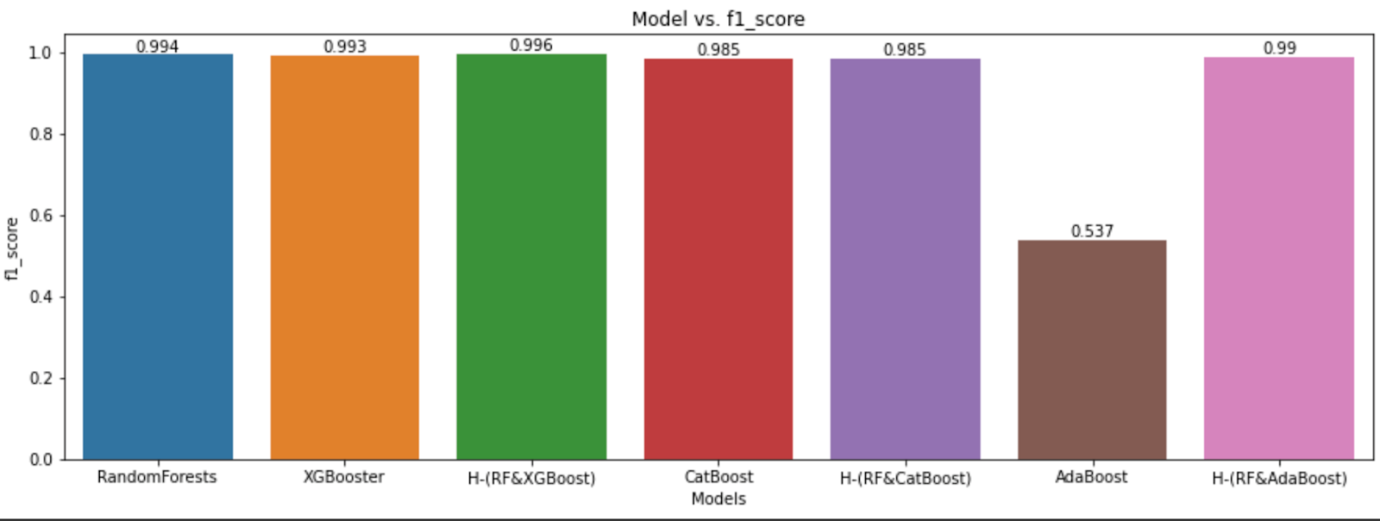 Model vs. f1_score
0.994 0.993 0.996 0.985 0.985 0.537 0.99
1.0
0.8
0.6
0.4
0.2
0.0
f1_score
RandomForests XGBooster H-(RF&XGBoost) CatBoost H-(RF&CatBoost) AdaBoost H-(RF&AdaBoost)
Models